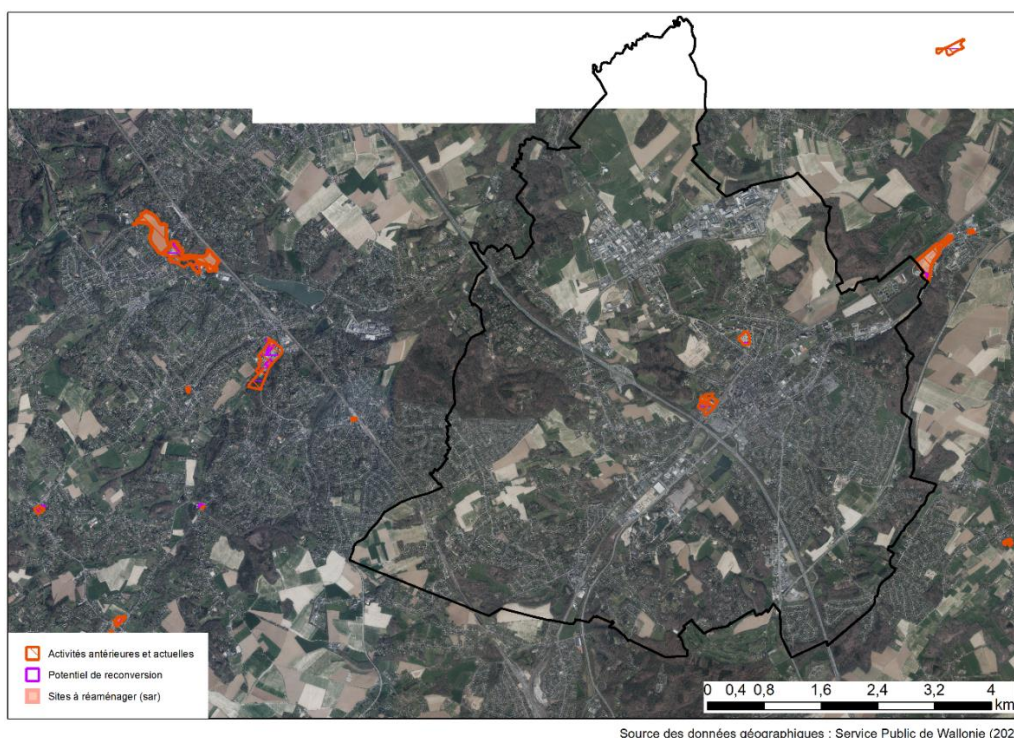 Activités antérieures et actuelles
Potentiel de reconversion
Sites à réaménager (sar)
0 0,4 0,8 1,6 2,4 3,2 4
km
Source des données géographiques : Service Public de Wallonie (202